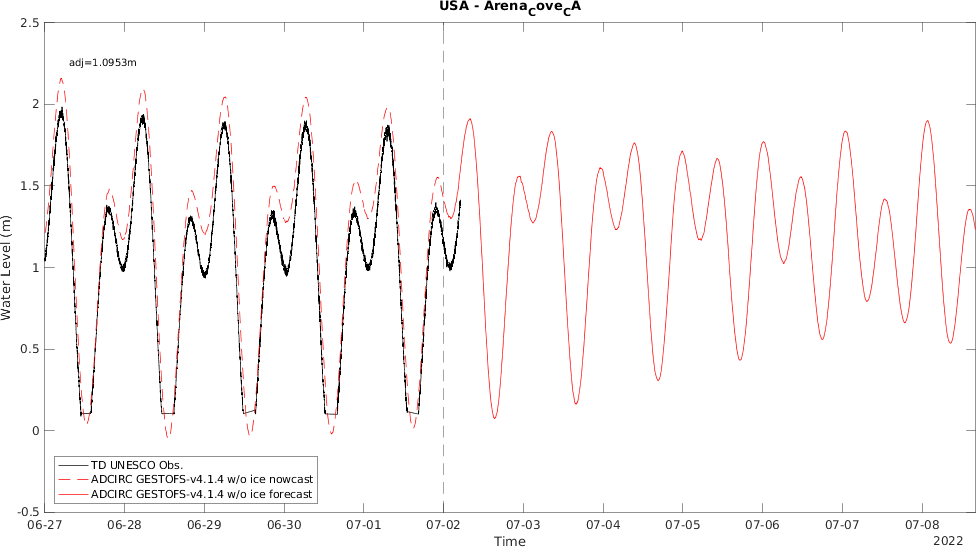 USA - Arena_Cove_CA
adj=1.0953m
2.5
2
1.5
1
0.5
0
-0.5
Water Level (m)
TD UNESCO Obs.
ADCIRC GESTOFS-v4.1.4 w/o ice nowcast
ADCIRC GESTOFS-v4.1.4 w/o ice forecast
06-27 06-28 06-29 06-30 07-01 07-02 07-03 07-04 07-05 07-06 07-07 07-08
Time
2022